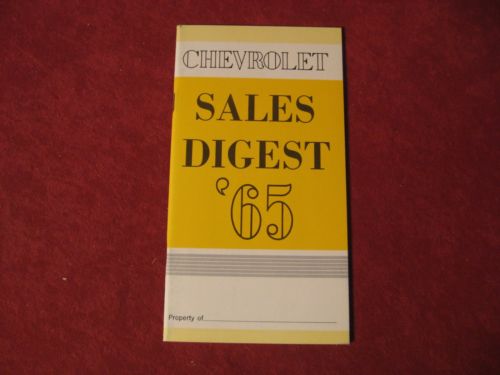 CHEVROLET
SALES
DIGEST
'65
Property of